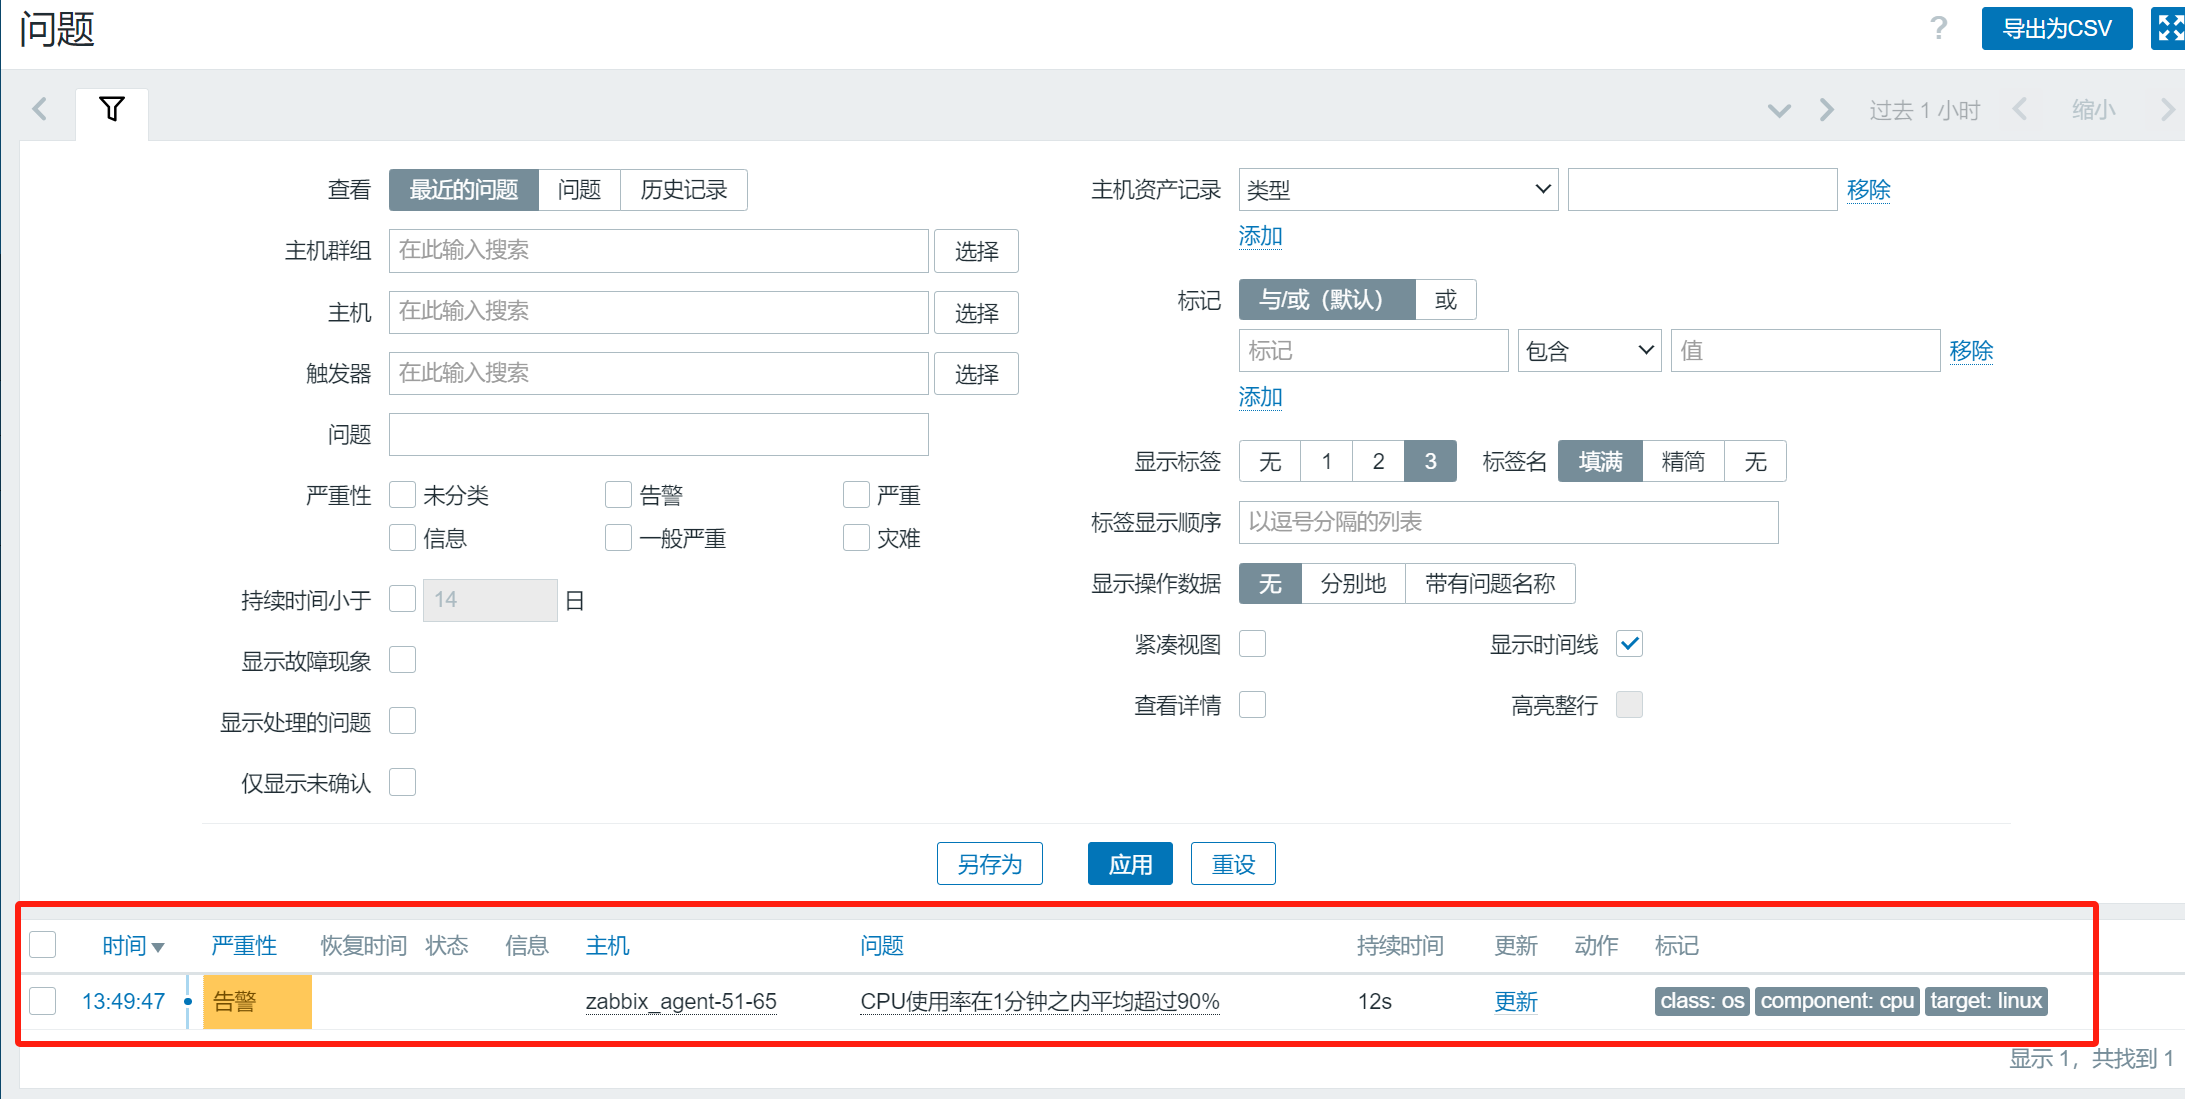 问题
? 导出为CSV
过去 1 小时 缩小
查看 最近的问题 问题 历史记录
主机群组 在此输入搜索 选择
主机 在此输入搜索 选择
触发器 在此输入搜索 选择
问题
严重性 未分类 告警 严重
信息 一般严重 灾难
持续时间小于 14 日
显示故障现象
显示处理的问题
仅显示未确认
主机资产记录 类型 移除
添加
标记 与/或（默认） 或
标记 包含 值 移除
添加
显示标签 无 1 2 3 标签名 填满 精简 无
标签显示顺序 以逗号分隔的列表
显示操作数据 无 分别地 带有问题名称
紧凑视图 显示时间线
查看详情 高亮整行
另存为 应用 重设
时间 严重性 恢复时间 状态 信息 主机 问题 持续时间 更新 动作 标记
13:49:47 告警 zabbix_agent-51-65 CPU使用率在1分钟之内平均超过90% 12s 更新 class: os component: cpu target: linux
显示 1，共找到 1